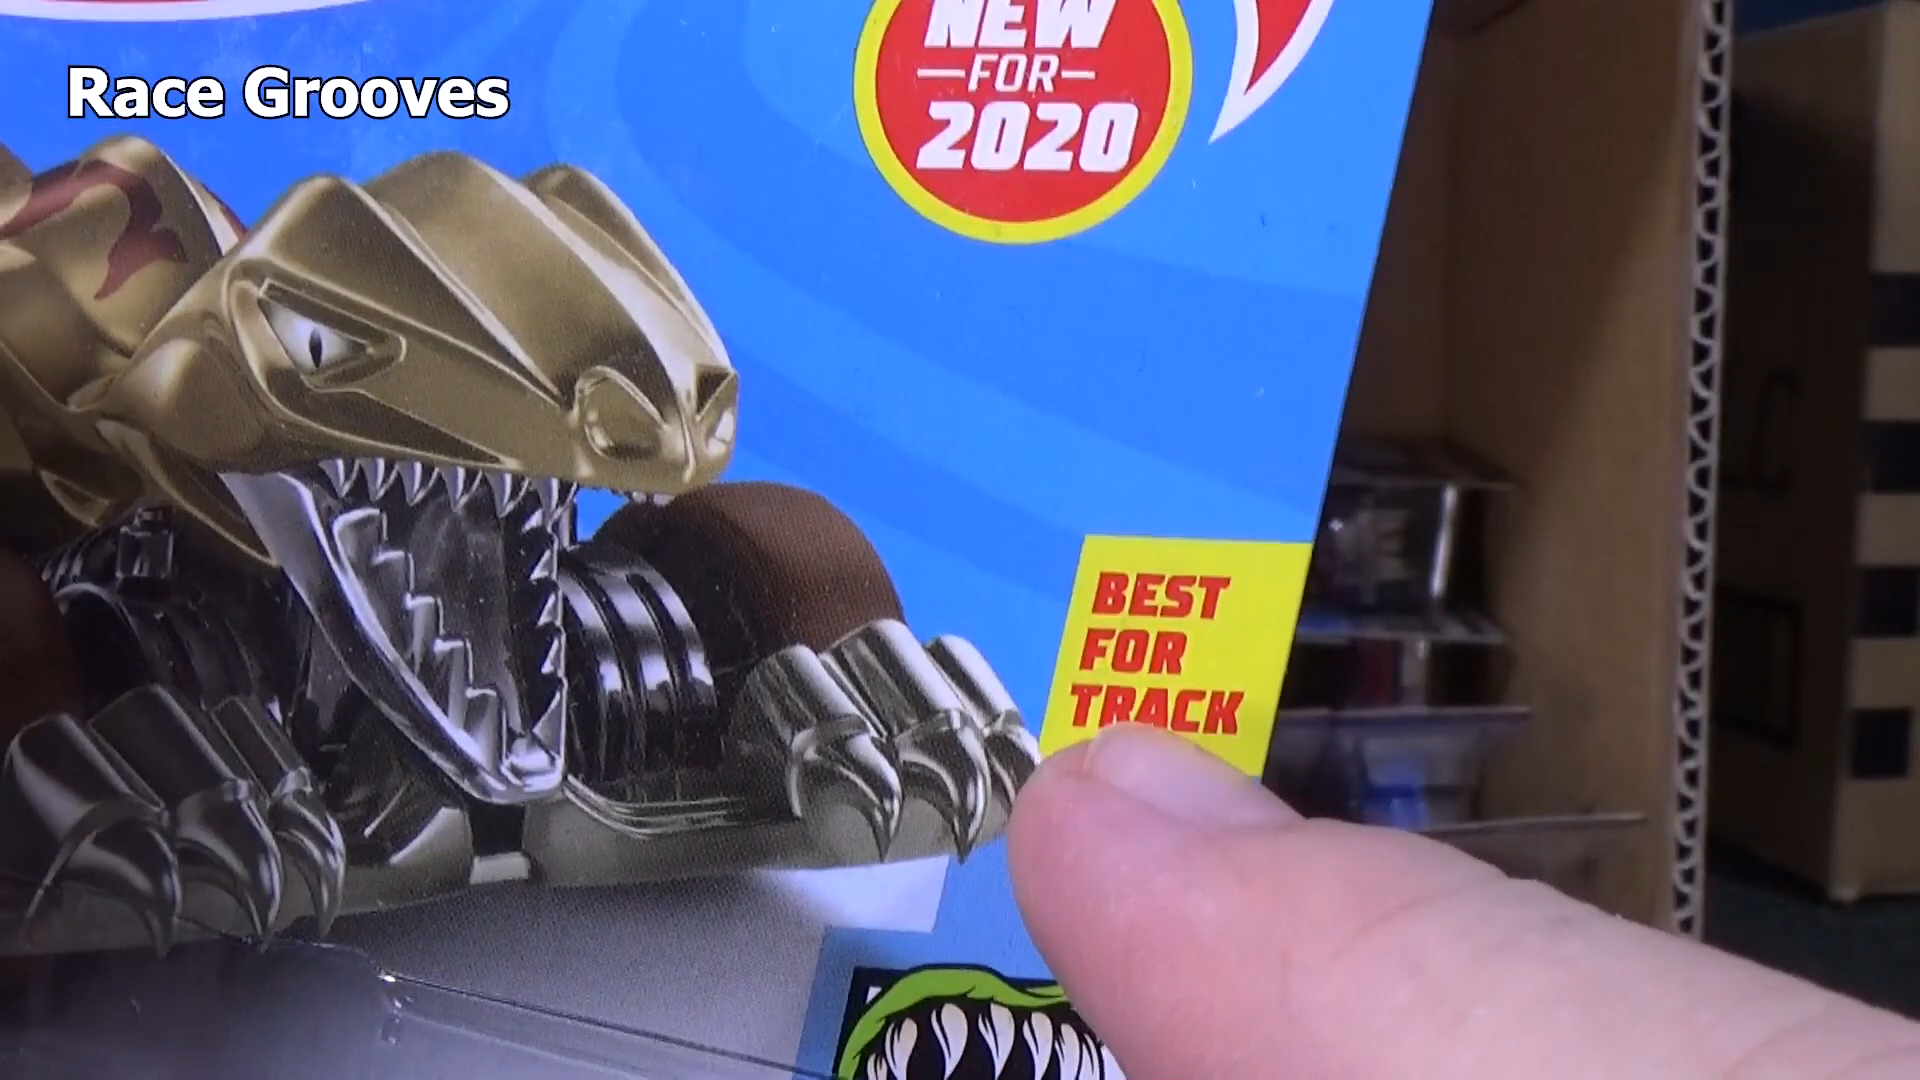 Race Grooves
NEW
FOR
2020
BEST
FOR
TRACK